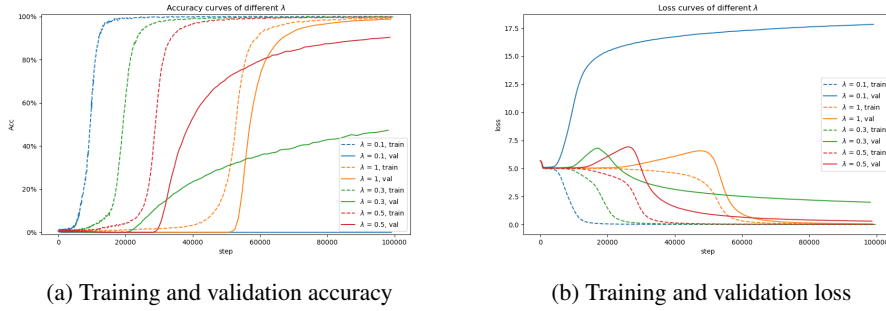 Accuracy curves of different λ
Acc
100%
80%
60%
40%
20%
0%
0
20000
40000
60000
80000
100000
step
λ = 0.1, train
λ = 0.1, val
λ = 1, train
λ = 1, val
λ = 0.3, train
λ = 0.3, val
λ = 0.5, train
λ = 0.5, val
(a) Training and validation accuracy
Loss curves of different λ
loss
17.5
15.0
12.5
10.0
7.5
5.0
2.5
0.0
0
20000
40000
60000
80000
100000
step
λ = 0.1, train
λ = 0.1, val
λ = 1, train
λ = 1, val
λ = 0.3, train
λ = 0.3, val
λ = 0.5, train
λ = 0.5, val
(b) Training and validation loss